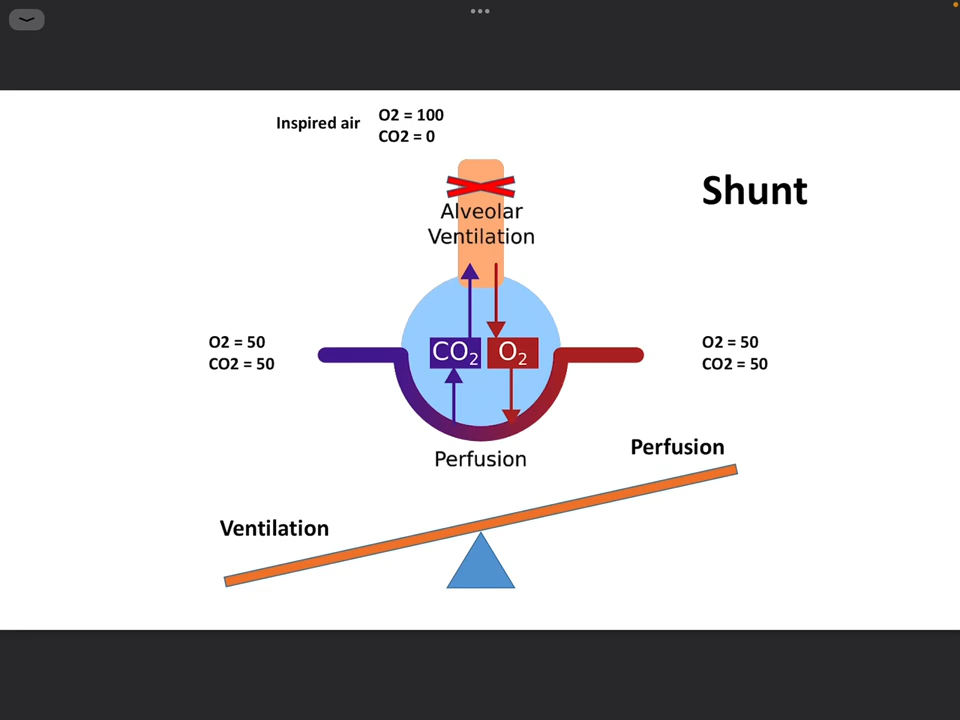 Inspired air
O2 = 100
CO2 = 0
Shunt
Alveolar
Ventilation
O2 = 50
CO2 = 50
CO₂
O₂
O2 = 50
CO2 = 50
Perfusion
Perfusion
Ventilation